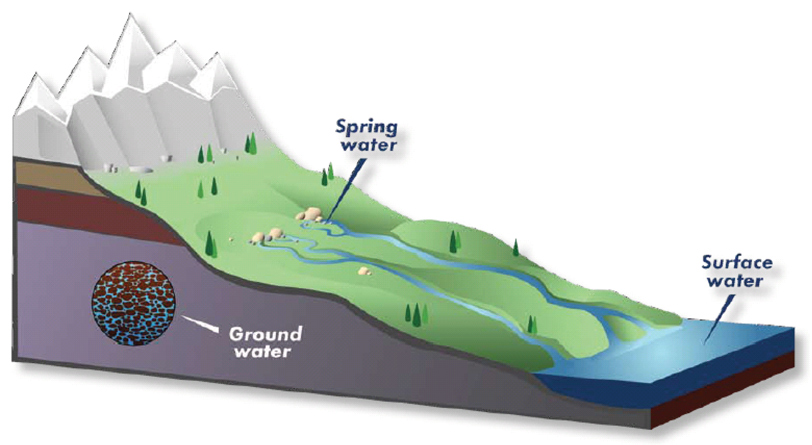 Spring
water
Surface
water
Ground
water